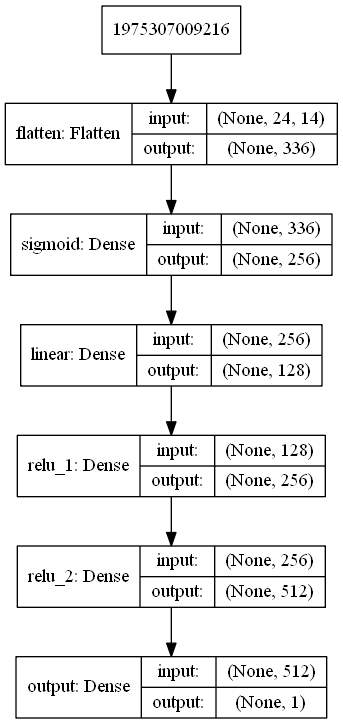 1975307009216
flatten: Flatten
input: (None, 24, 14)
output: (None, 336)
sigmoid: Dense
input: (None, 336)
output: (None, 256)
linear: Dense
input: (None, 256)
output: (None, 128)
relu_1: Dense
input: (None, 128)
output: (None, 256)
relu_2: Dense
input: (None, 256)
output: (None, 512)
output: Dense
input: (None, 512)
output: (None, 1)